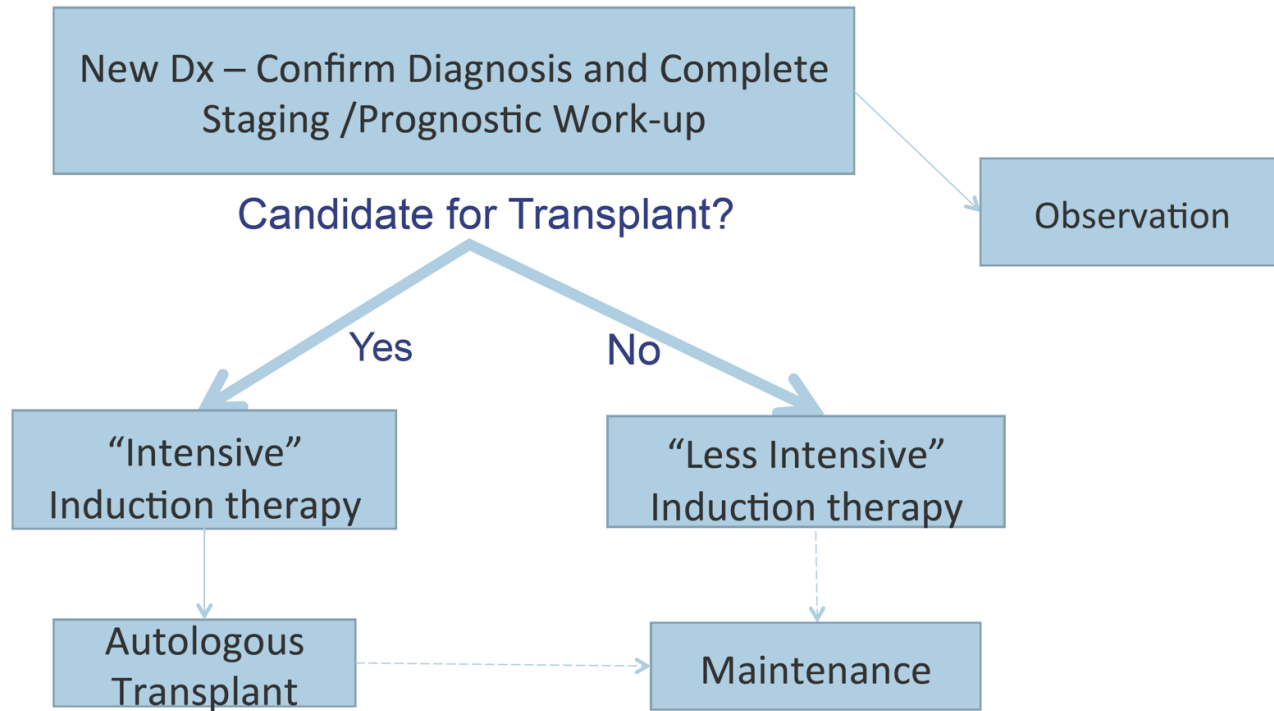 New Dx – Confirm Diagnosis and Complete
Staging /Prognostic Work-up
Observation
Candidate for Transplant?
Yes
No
“Intensive”
Induction therapy
“Less Intensive”
Induction therapy
Autologous
Transplant
Maintenance